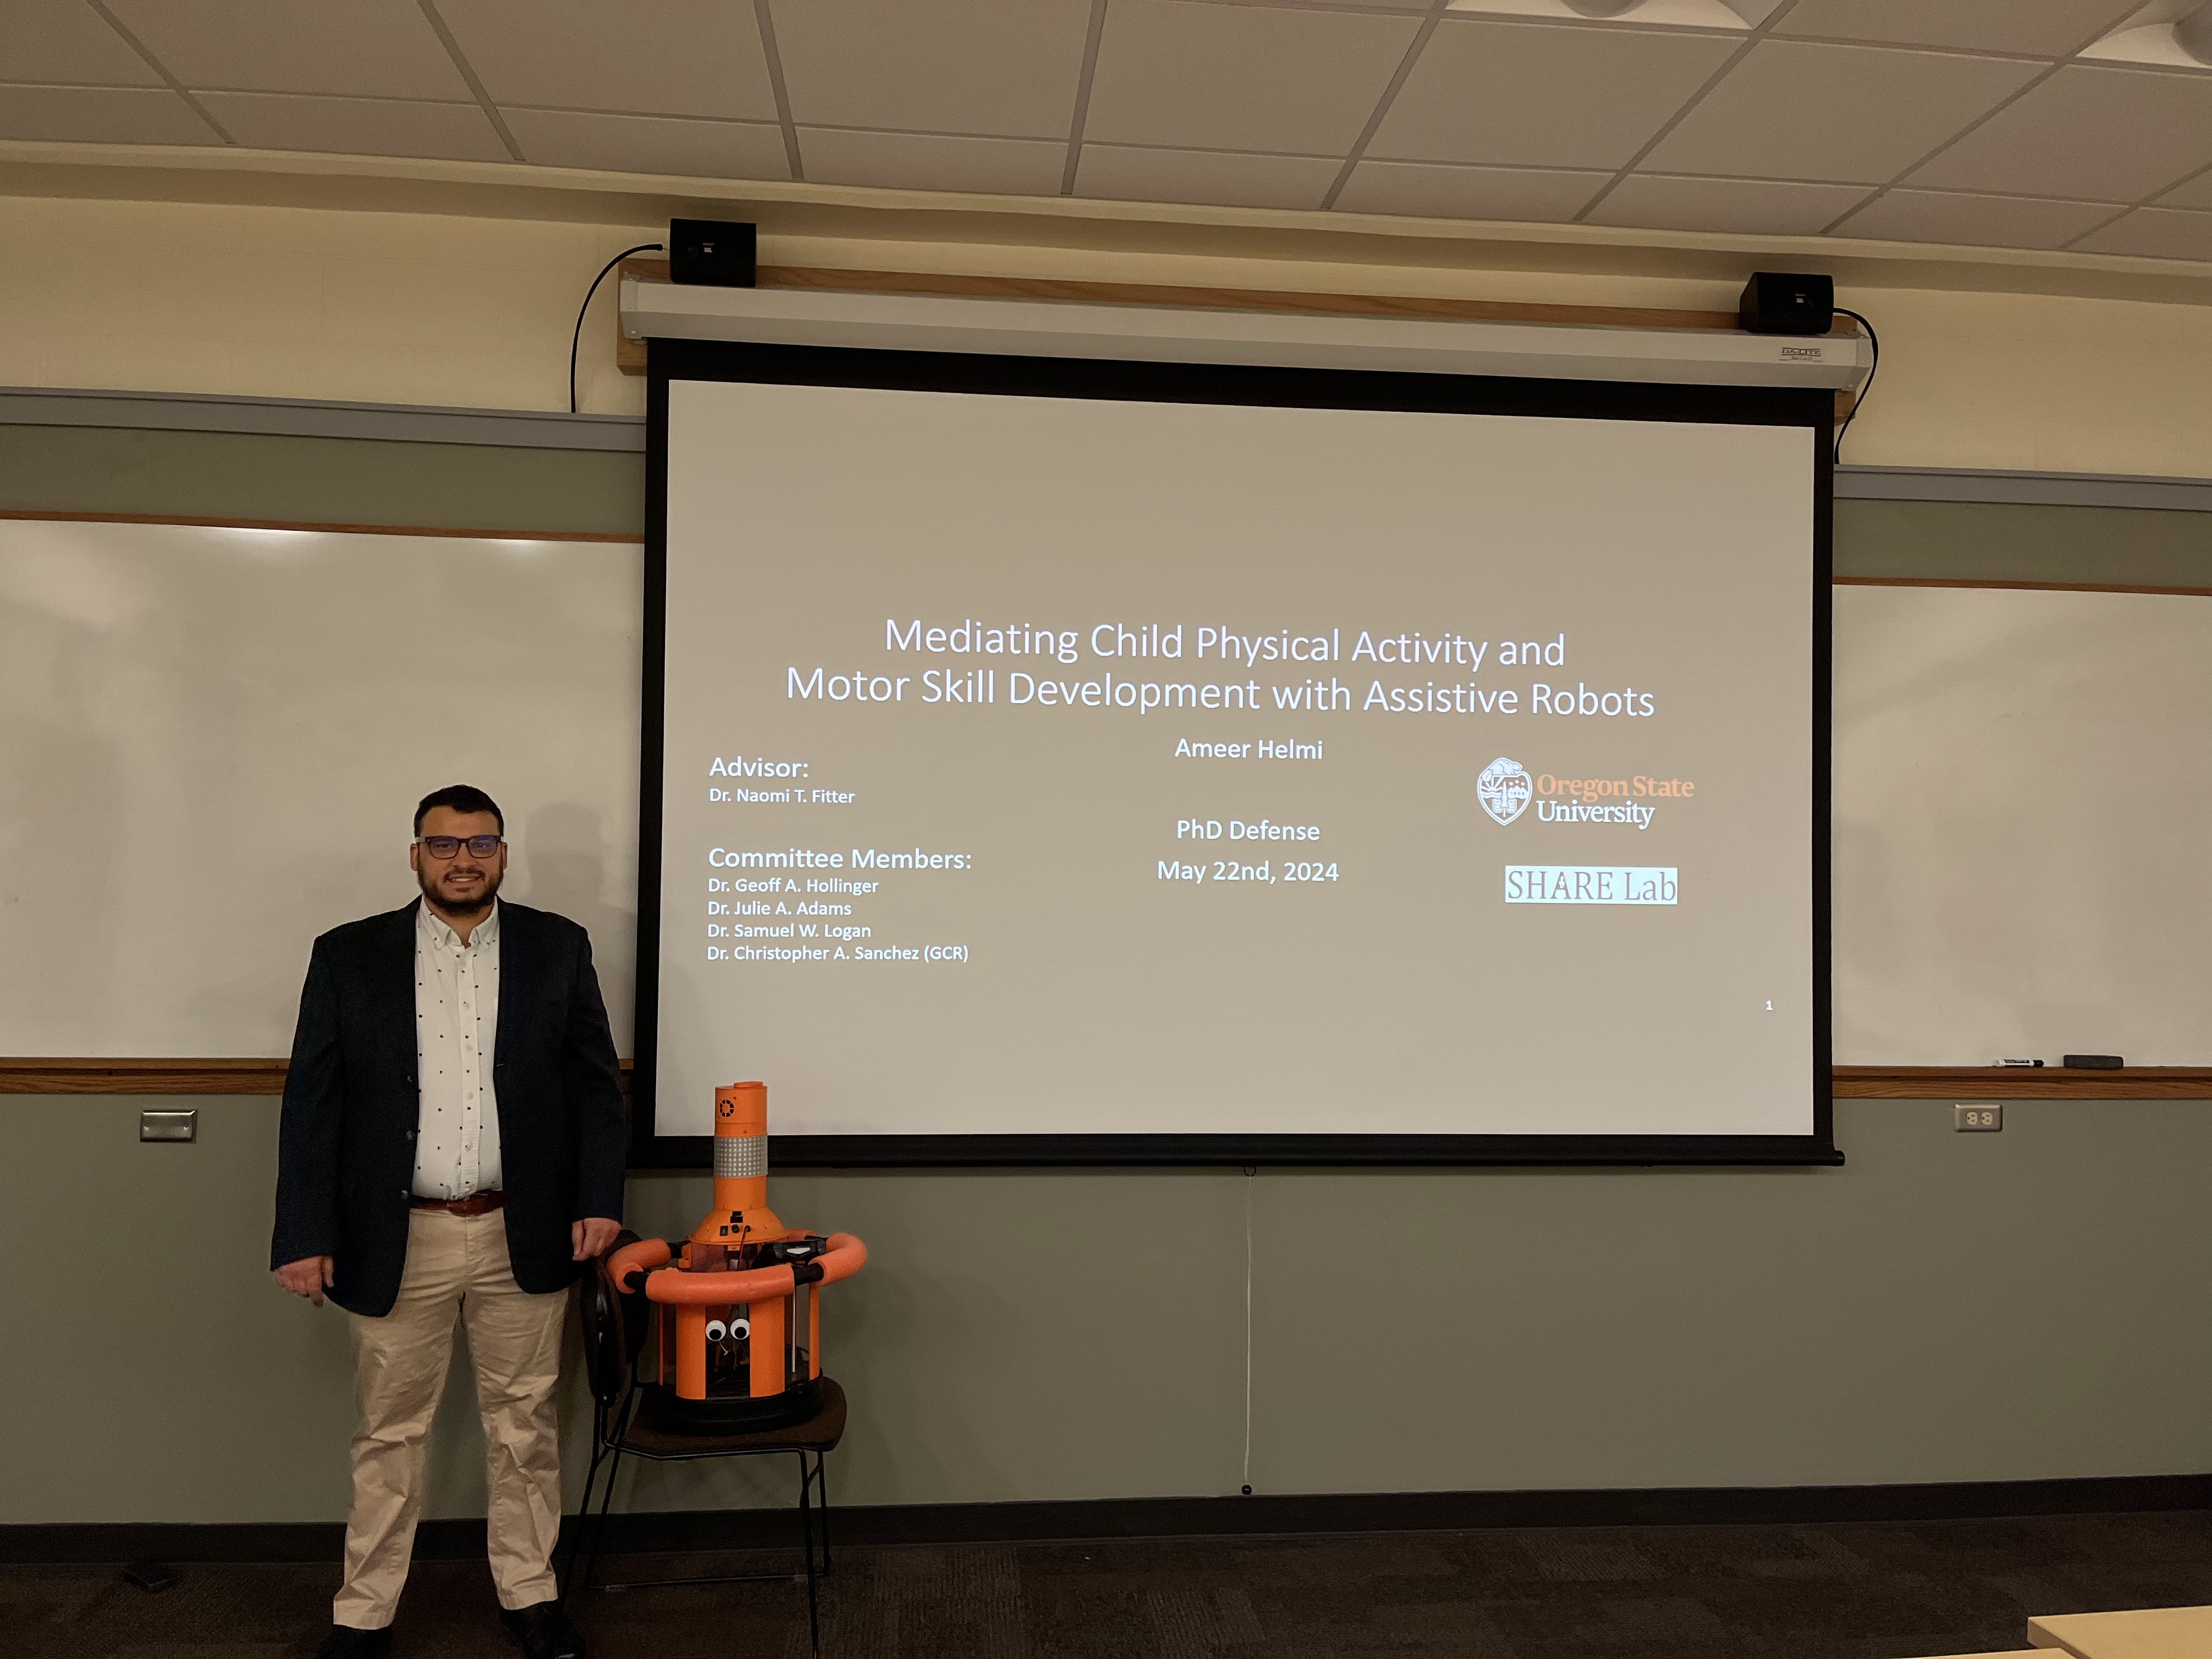 DA-LITE
Mediating Child Physical Activity and
Motor Skill Development with Assistive Robots
Ameer Helmi
Advisor:
Dr. Naomi T. Fitter
PhD Defense
May 22nd, 2024
Committee Members:
Dr. Geoff A. Hollinger
Dr. Julie A. Adams
Dr. Samuel W. Logan
Dr. Christopher A. Sanchez (GCR)
Oregon State
University
SHARE Lab
1